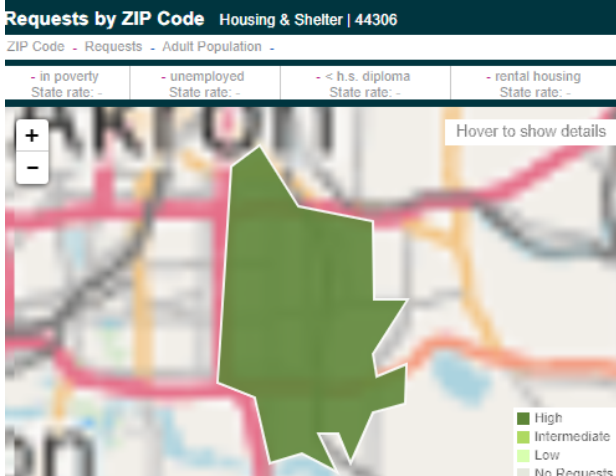 Requests by ZIP Code Housing & Shelter | 44306
ZIP Code - Requests - Adult Population -
- in poverty - unemployed - < h.s. diploma - rental housing
State rate: - State rate: - State rate: - State rate: -
+
Hover to show details
−
High
Intermediate
Low
No Requests